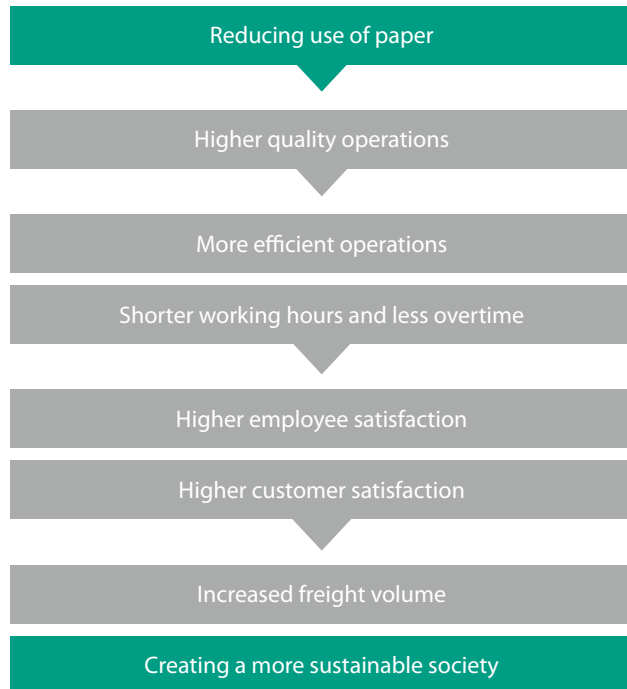 Reducing use of paper
Higher quality operations
More efficient operations
Shorter working hours and less overtime
Higher employee satisfaction
Higher customer satisfaction
Increased freight volume
Creating a more sustainable society